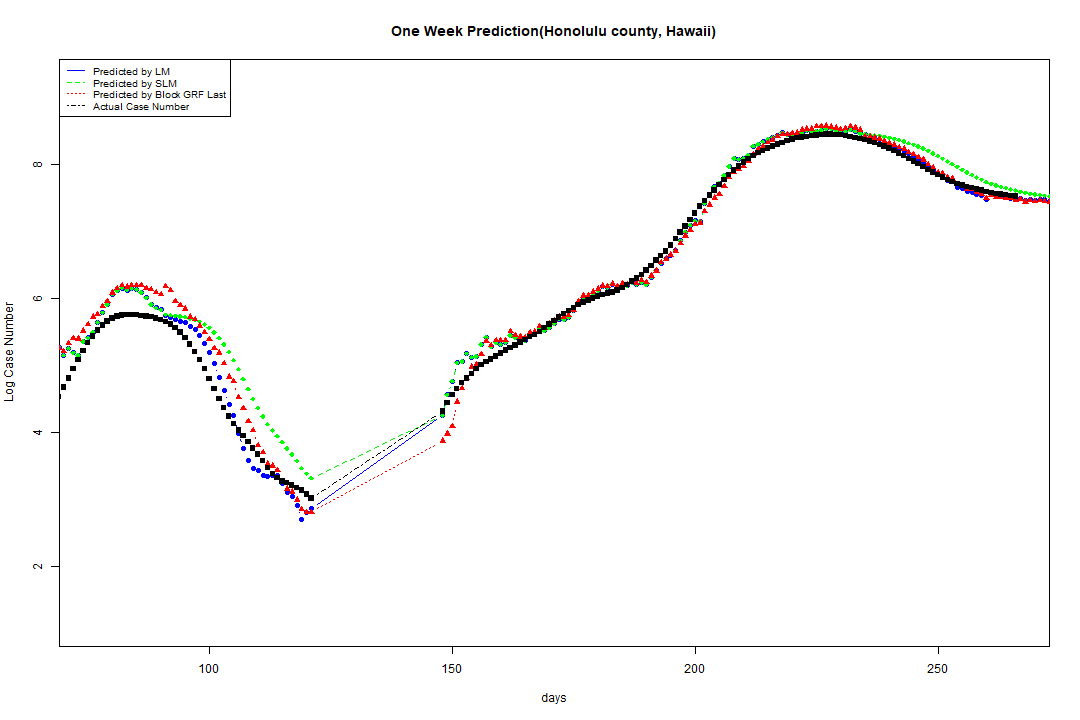 One Week Prediction(Honolulu county, Hawaii)
Predicted by LM
Predicted by SLM
Predicted by Block GRF Last
Actual Case Number
8
6
4
2
Log Case Number
100 150 200 250
days